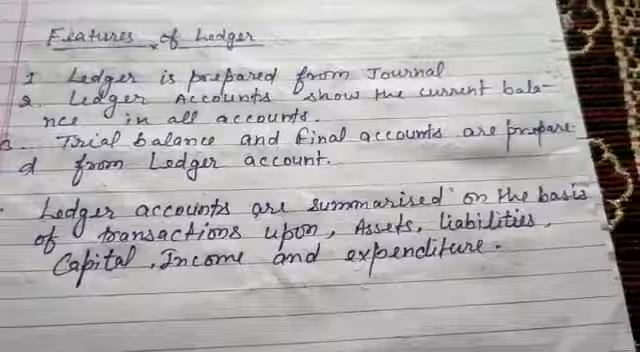 Features of Ledger
1 Ledger is prepared from Journal
2. Ledger Accounts show the current bala-
nce in all accounts.
3. Trial balance and final accounts are prepare-
d from Ledger account.
Ledger accounts are summarised on the basis
of transactions upon, Assets, liabilities,
Capital, Income and expenditure.